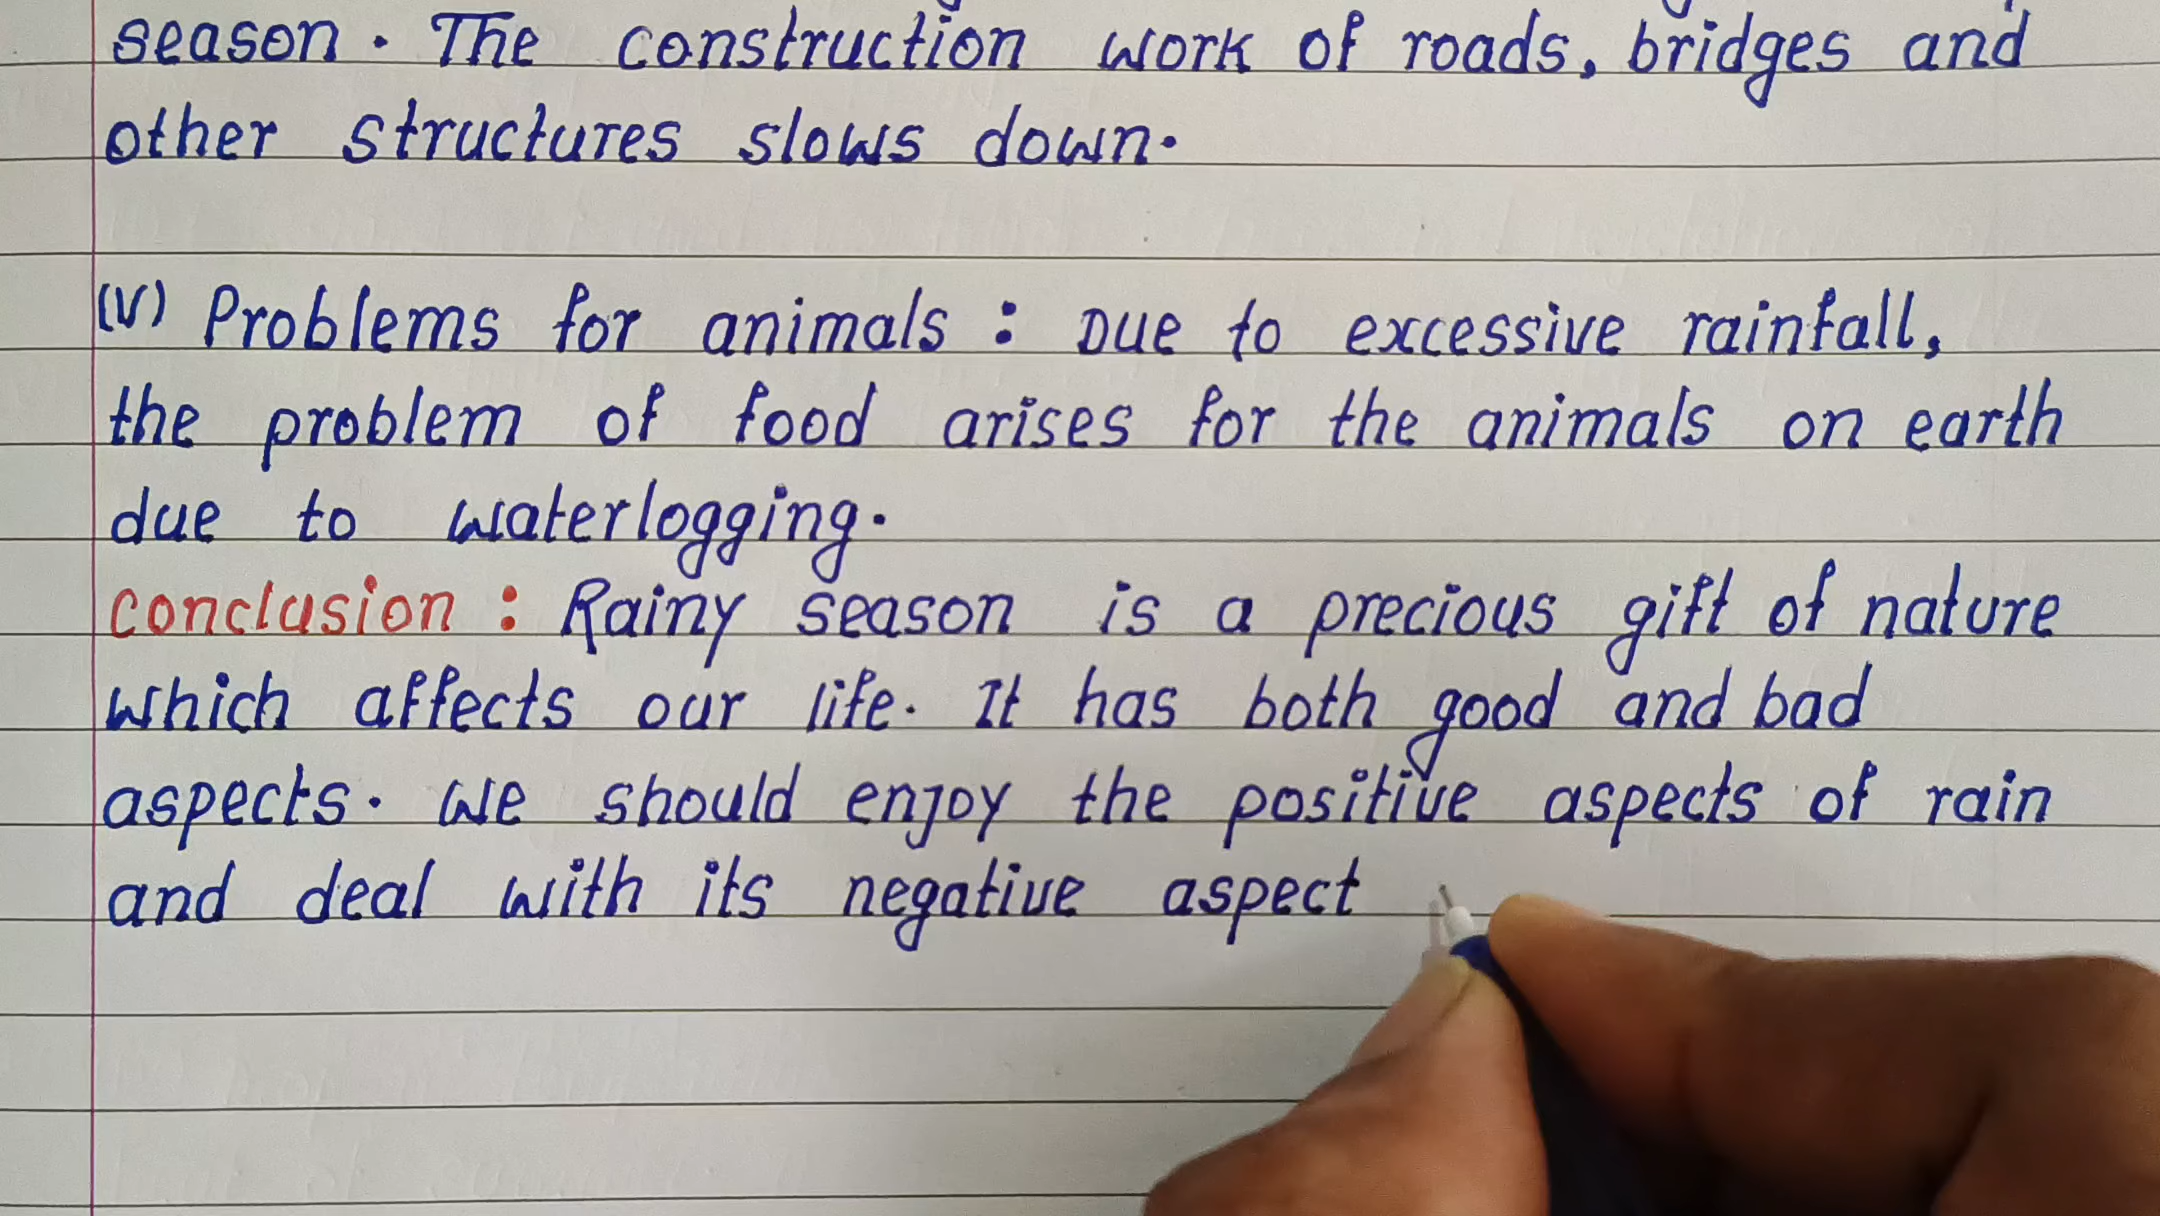 season. The construction work of roads, bridges and
other structures slows down.
(V) Problems for animals : Due to excessive rainfall,
the problem of food arises for the animals on earth
due to waterlogging.
conclusion : Rainy season is a precious gift of nature
which affects our life. It has both good and bad
aspects. We should enjoy the positive aspects of rain
and deal with its negative aspect